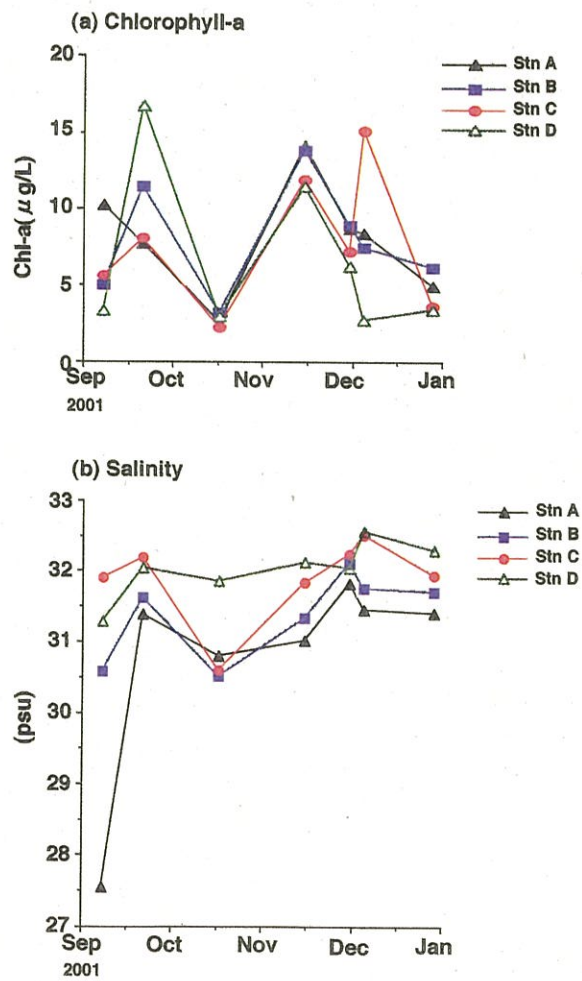 (a) Chlorophyll-a
20
15
10
5
0
Chl-a( μ g/L)
Sep Oct Nov Dec Jan
2001
Stn A
Stn B
Stn C
Stn D
(b) Salinity
33
32
31
30
29
28
27
(psu)
Sep Oct Nov Dec Jan
2001
Stn A
Stn B
Stn C
Stn D